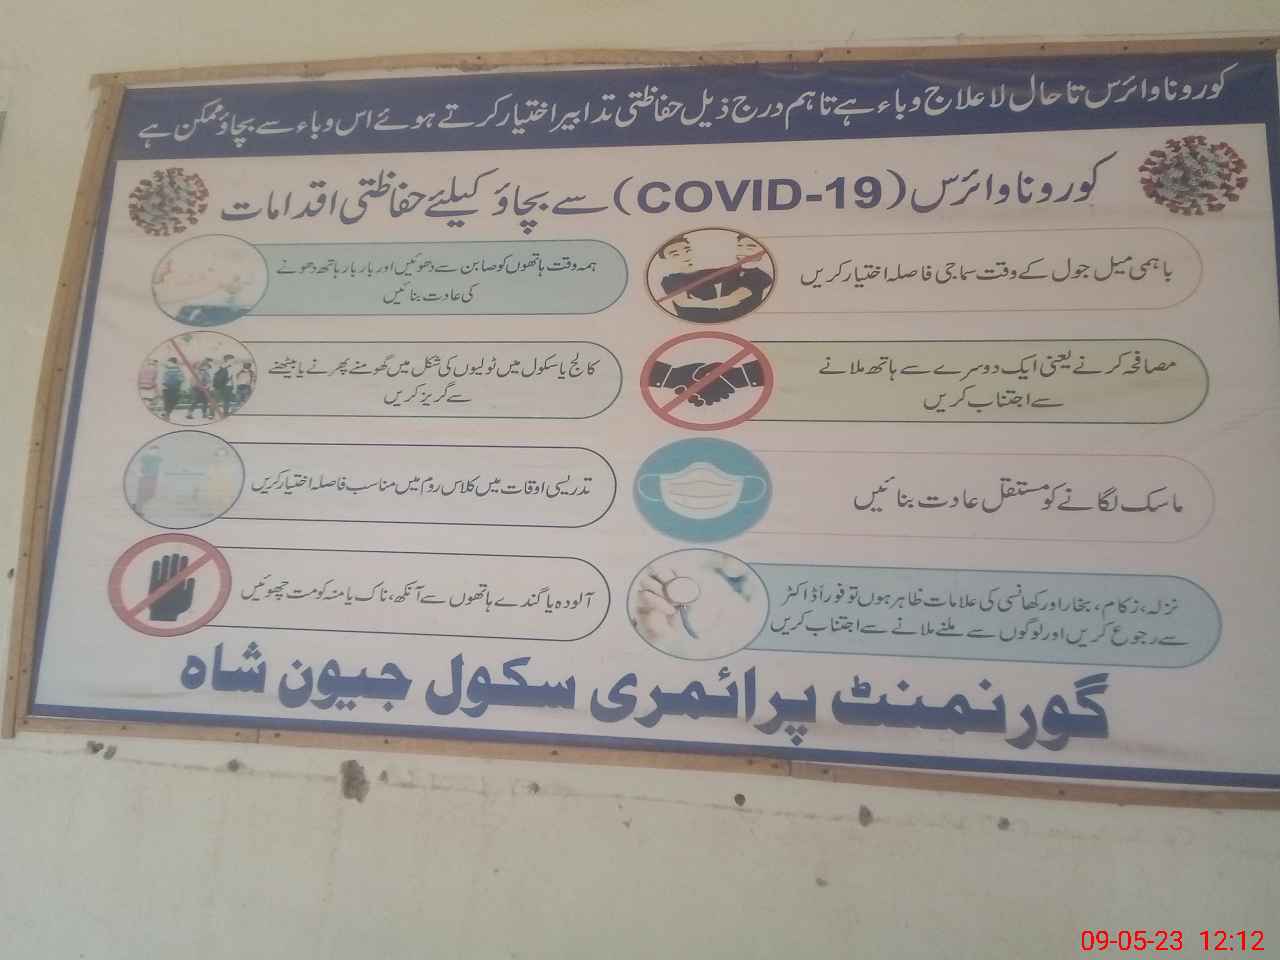 کورونا وائرس تا حال لا علاج وباء ہے تاہم درج ذیل حفاظتی تدابیر اختیار کرتے ہوئے اس وباء سے بچاؤ ممکن ہے
کورونا وائرس (COVID-19) سے بچاؤ کیلئے حفاظتی اقدامات
باہمی میل جول کے وقت سماجی فاصلہ اختیار کریں
مصافحہ کرنے یعنی ایک دوسرے سے ہاتھ ملانے
سے اجتناب کریں
ماسک لگانے کو مستقل عادت بنائیں
نزلہ، زکام، بخار اور کھانسی کی علامات ظاہر ہوں تو فوراً ڈاکٹر
سے رجوع کریں اور لوگوں سے ملنے ملانے سے اجتناب کریں
ہمہ وقت ہاتھوں کو صابن سے دھوئیں اور بار بار ہاتھ دھونے
کی عادت بنائیں
کالج یا سکول میں ٹولیوں کی شکل میں گھومنے پھرنے یا بیٹھنے
سے گریز کریں
تدریسی اوقات میں کلاس روم میں مناسب فاصلہ اختیار کریں
آلودہ یا گندے ہاتھوں سے آنکھ، ناک یا منہ کو مت چھوئیں
گورنمنٹ پرائمری سکول جیون شاہ
09-05-23 12:12